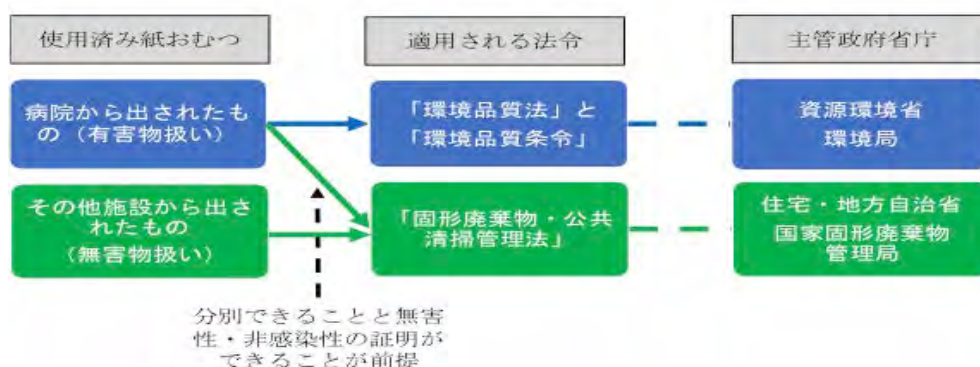 使用済み紙おむつ
適用される法令
主管政府省庁
病院から出されたも
の（有害物扱い）
「環境品質法」と
「環境品質条令」
資源環境省
環境局
その他施設から出さ
れたもの
（無害物扱い）
「固形廃棄物・公共
清掃管理法」
住宅・地方自治省
国家固形廃棄物
管理局
分別できることと無害
性・非感染性の証明が
できることが前提